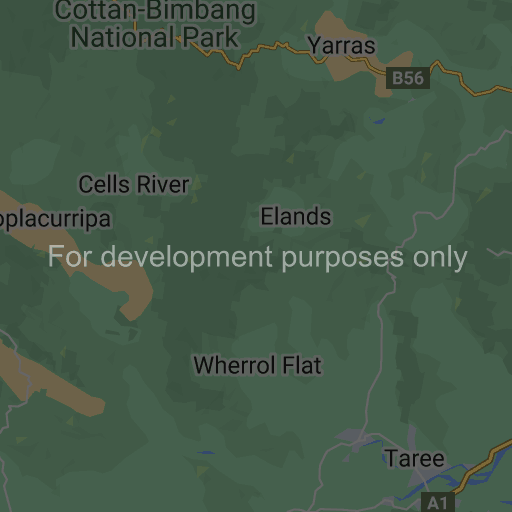 Cottan-Bimbang
National Park
Yarras
B56
Cells River
Elands
oplacurripa
For development purposes only
Wherrol Flat
Taree
A1